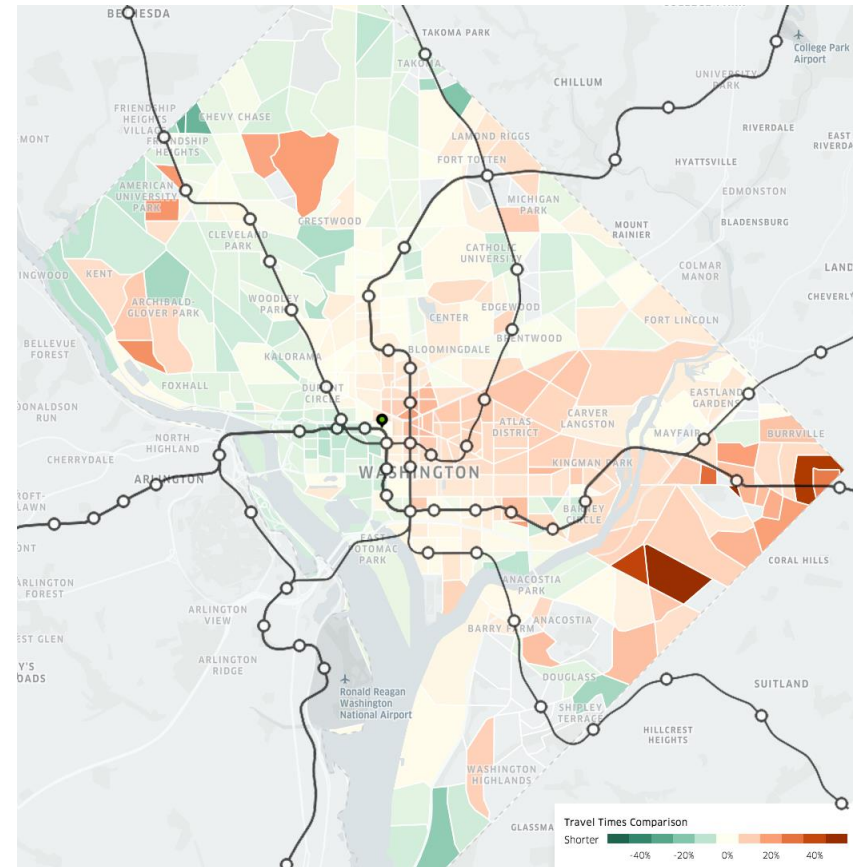 BETHESDA
TAKOMA PARK
COLLEGE PARK
College Park
Airport
TAKOMA
CHILLUM
UNIVERSITY
PARK
FRIENDSHIP
HEIGHTS
VILLAGE
CHEVY CHASE
RIVERDALE
MONT
FRIENDSHIP
HEIGHTS
LAMOND RIGGS
FORT TOTTEN
EAST
RIVERDA
HYATTSVILLE
AMERICAN
UNIVERSITY
PARK
MICHIGAN
PARK
EDMONSTON
CRESTWOOD
MOUNT
RAINIER
BLADENSBURG
CLEVELAND
PARK
CATHOLIC
UNIVERSITY
COLMAR
MANOR
LAND
INGWOOD
KENT
CHEVERLY
ARCHIBALD-
GLOVER PARK
WOODLEY
PARK
EDGEWOOD
CENTER
FORT LINCOLN
BRENTWOOD
BELLEVUE
FOREST
KALORAMA
BLOOMINGDALE
FOXHALL
DUPONT
CIRCLE
EASTLAND
GARDENS
DONALDSON
RUN
ATLAS
DISTRICT
CARVER
LANGSTON
NORTH
HIGHLAND
MAYFAIR
BURRVILLE
CHERRYDALE
ARLINGTON
WASHINGTON
KINGMAN PARK
ROFT-
LAWN
BARNEY
CIRCLE
ONT
EAST
POTOMAC
PARK
CORAL HILLS
ARLINGTON
FOREST
ANACOSTIA
PARK
ARLINGTON
VIEW
BARRY FARM
ANACOSTIA
EST GLEN
ARLINGTON
RIDGE
Y'S
OADS
DOUGLASS
SUITLAND
Ronald Reagan
Washington
National Airport
SHIPLEY
TERRACE
HILLCREST
HEIGHTS
WASHINGTON
HIGHLANDS
GLASSMA
Travel Times Comparison
Shorter
-40% -20% 0% 20% 40%